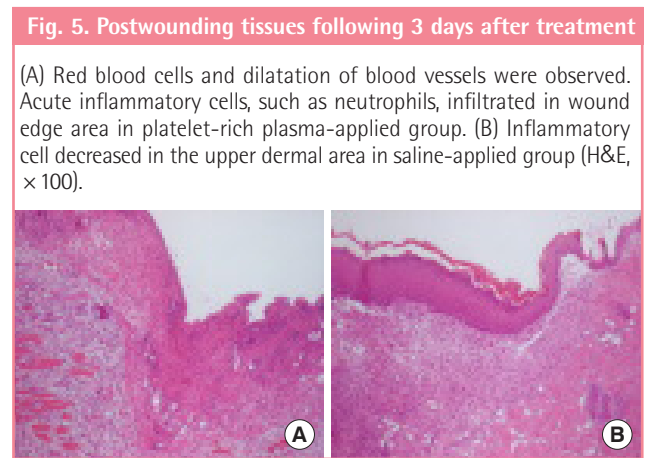 Fig. 5. Postwounding tissues following 3 days after treatment
(A) Red blood cells and dilatation of blood vessels were observed.
Acute inflammatory cells, such as neutrophils, infiltrated in wound
edge area in platelet-rich plasma-applied group. (B) Inflammatory
cell decreased in the upper dermal area in saline-applied group (H&E,
× 100).
A
B